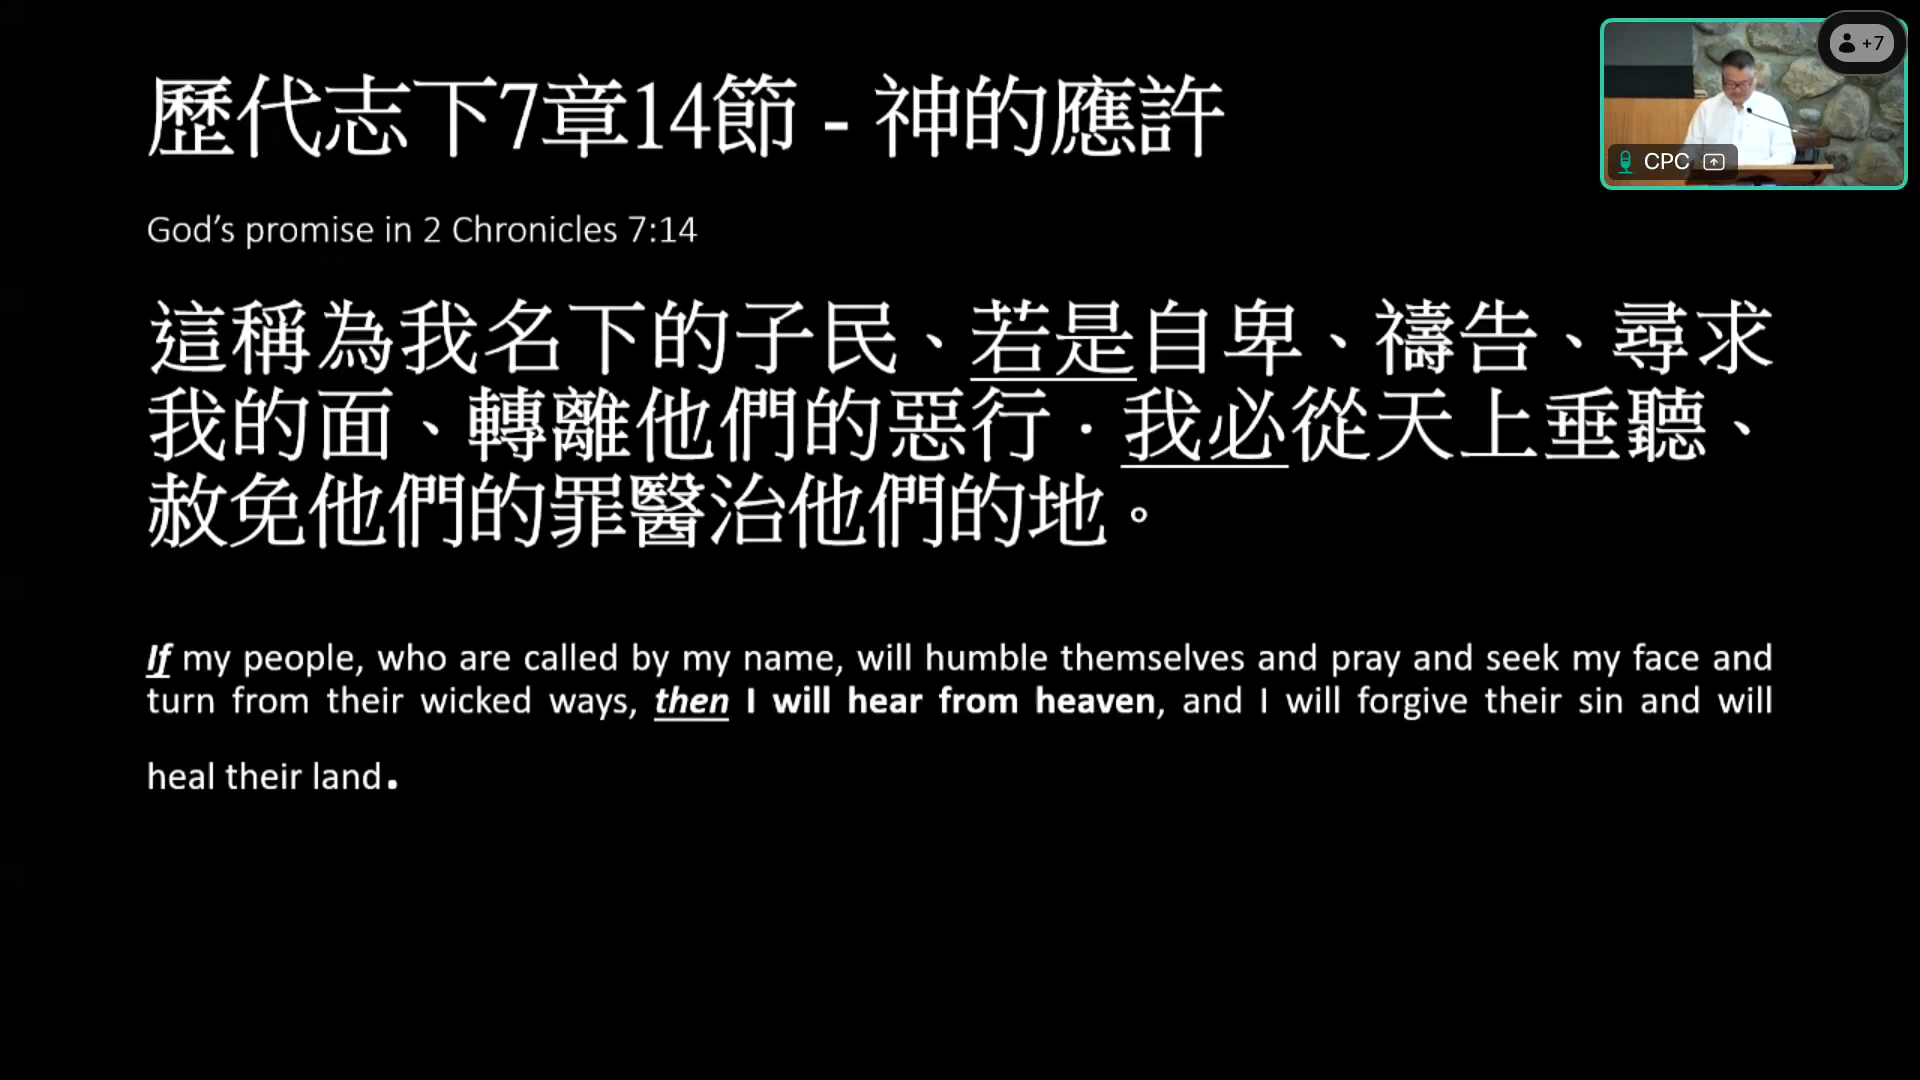 歷代志下7章14節 - 神的應許
+7
CPC
God’s promise in 2 Chronicles 7:14
這稱為我名下的子民、若是自卑、禱告、尋求
我的面、轉離他們的惡行．我必從天上垂聽、
赦免他們的罪醫治他們的地。
If my people, who are called by my name, will humble themselves and pray and seek my face and
turn from their wicked ways, then I will hear from heaven, and I will forgive their sin and will
heal their land.